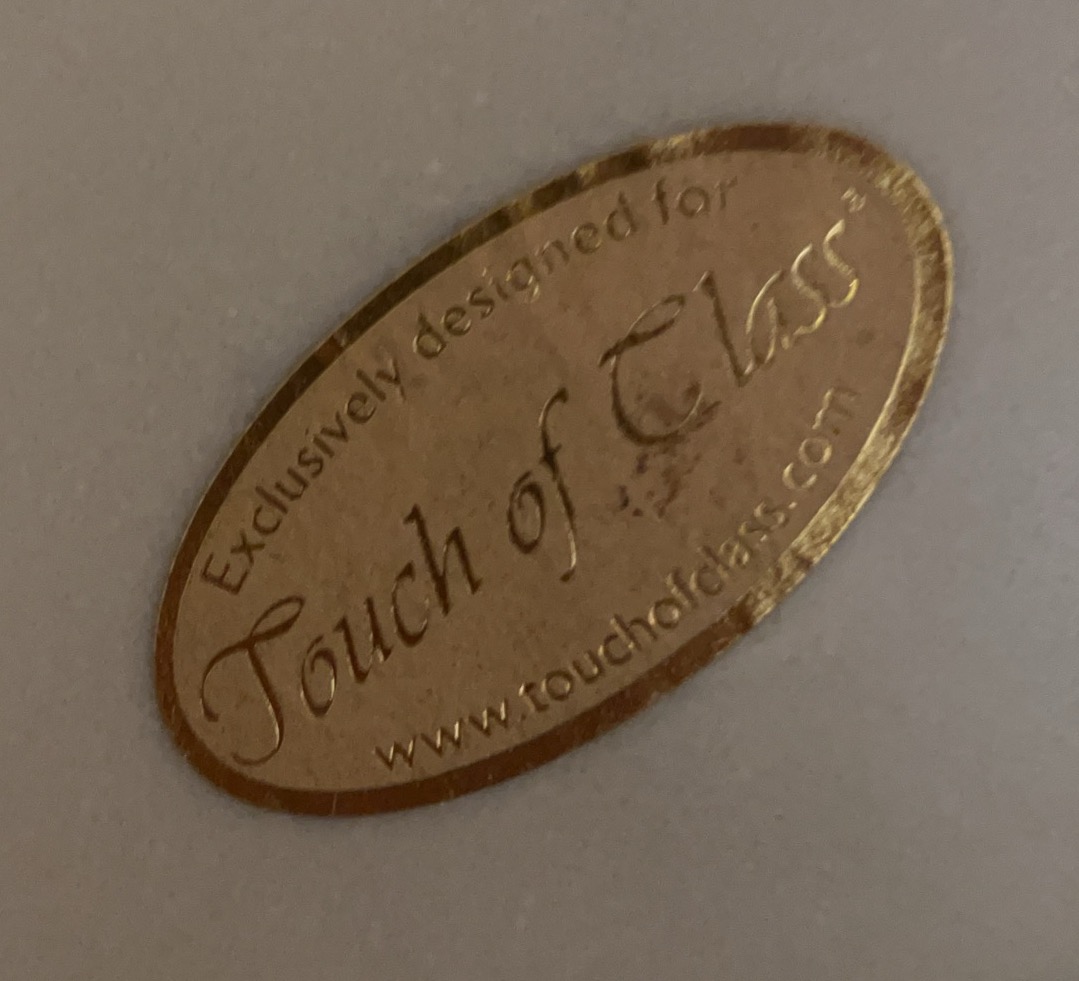 Exclusively designed for
Touch of Class®
www.touchofclass.com